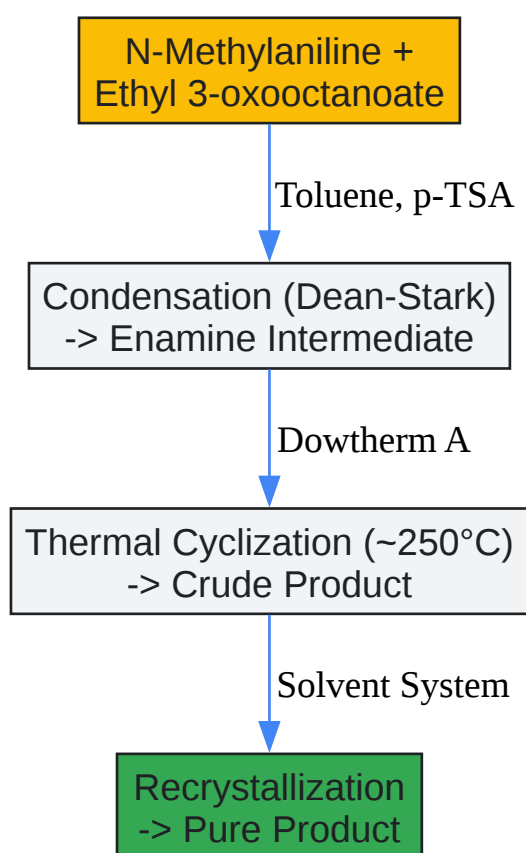 N-Methylaniline +
Ethyl 3-oxooctanoate
Toluene, p-TSA
Condensation (Dean-Stark)
-> Enamine Intermediate
Dowtherm A
Thermal Cyclization (~250°C)
-> Crude Product
Solvent System
Recrystallization
-> Pure Product